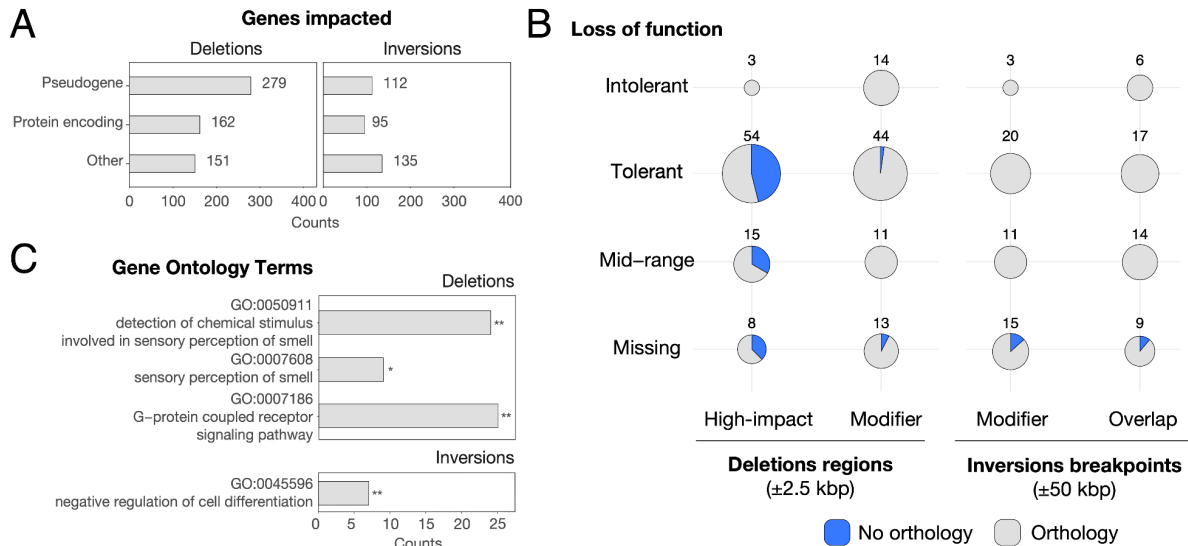 A
Genes impacted
Deletions
Inversions
Pseudogene
279
112
Protein encoding
162
95
Other
151
135
0 100 200 300 400
0 100 200 300 400
Counts
B
Loss of function
Intolerant
3
14
3
6
Tolerant
54
44
20
17
Mid−range
15
11
11
14
Missing
8
13
15
9
High-impact
Modifier
Modifier
Overlap
Deletions regions
(±2.5 kbp)
Inversions breakpoints
(±50 kbp)
No orthology
Orthology
C
Gene Ontology Terms
Deletions
GO:0050911
detection of chemical stimulus
involved in sensory perception of smell
**
GO:0007608
sensory perception of smell
*
GO:0007186
G−protein coupled receptor
signaling pathway
**
Inversions
GO:0045596
negative regulation of cell differentiation
**
0 5 10 15 20 25
Counts